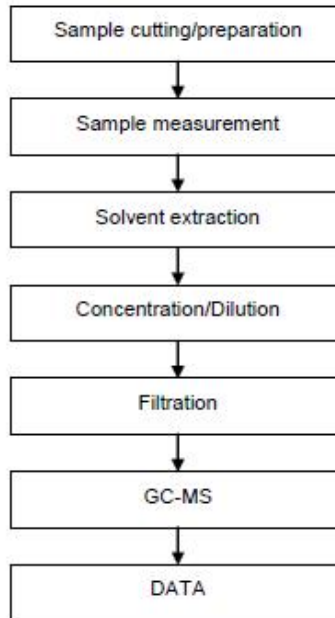 Sample cutting/preparation
Sample measurement
Solvent extraction
Concentration/Dilution
Filtration
GC-MS
DATA